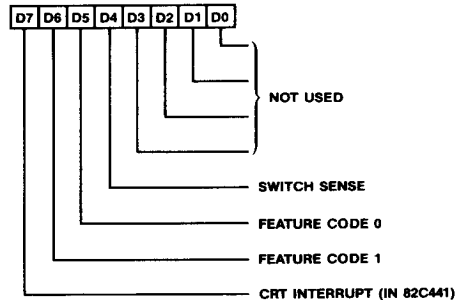 D7 D6 D5 D4 D3 D2 D1 D0
NOT USED
SWITCH SENSE
FEATURE CODE 0
FEATURE CODE 1
CRT INTERRUPT (IN 82C441)